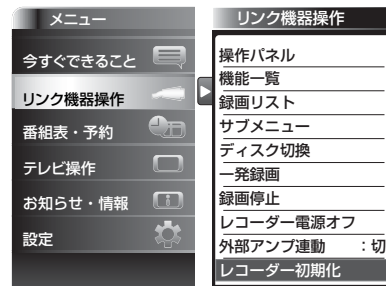 メニュー
今すぐできること
リンク機器操作
番組表・予約
テレビ操作
お知らせ・情報
設定
リンク機器操作
操作パネル
機能一覧
録画リスト
サブメニュー
ディスク切換
一発録画
録画停止
レコーダー電源オフ
外部アンプ連動　：切
レコーダー初期化